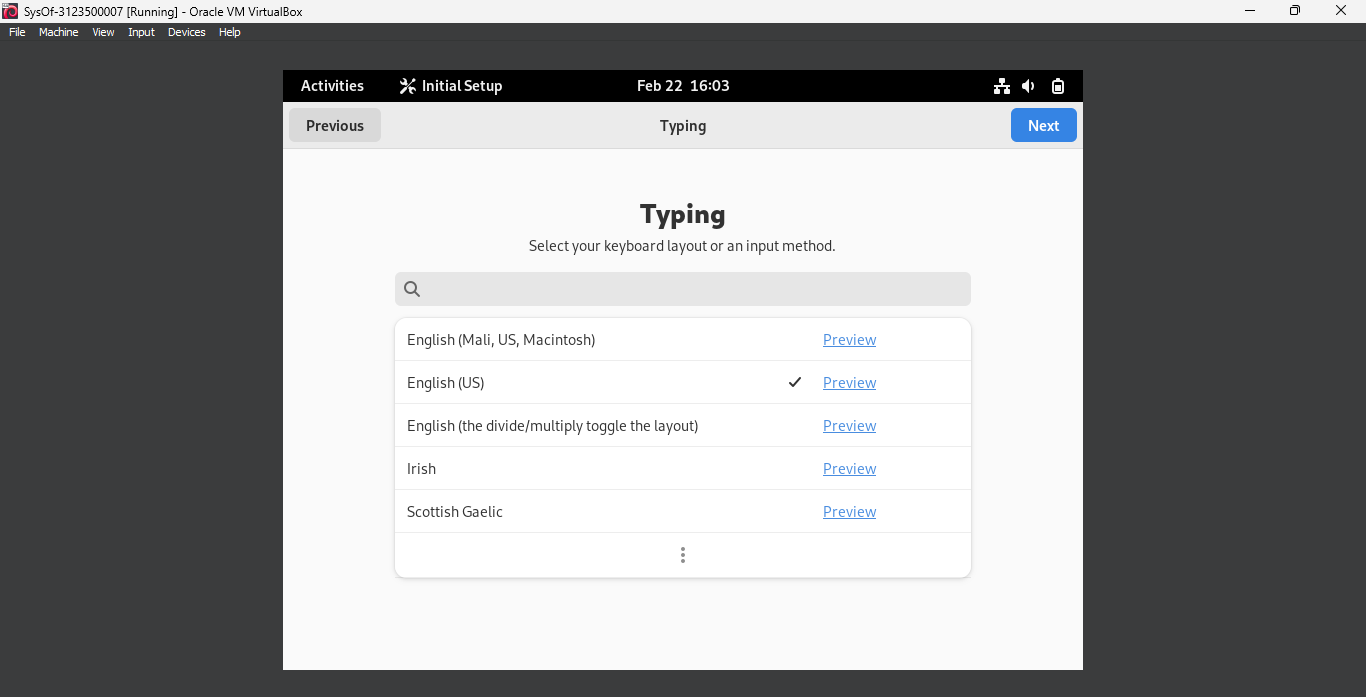 SysOf-3123500007 [Running] - Oracle VM VirtualBox
File Machine View Input Devices Help
Activities Initial Setup Feb 22 16:03
Previous Typing Next
Typing
Select your keyboard layout or an input method.
English (Mali, US, Macintosh) Preview
English (US) Preview
English (the divide/multiply toggle the layout) Preview
Irish Preview
Scottish Gaelic Preview